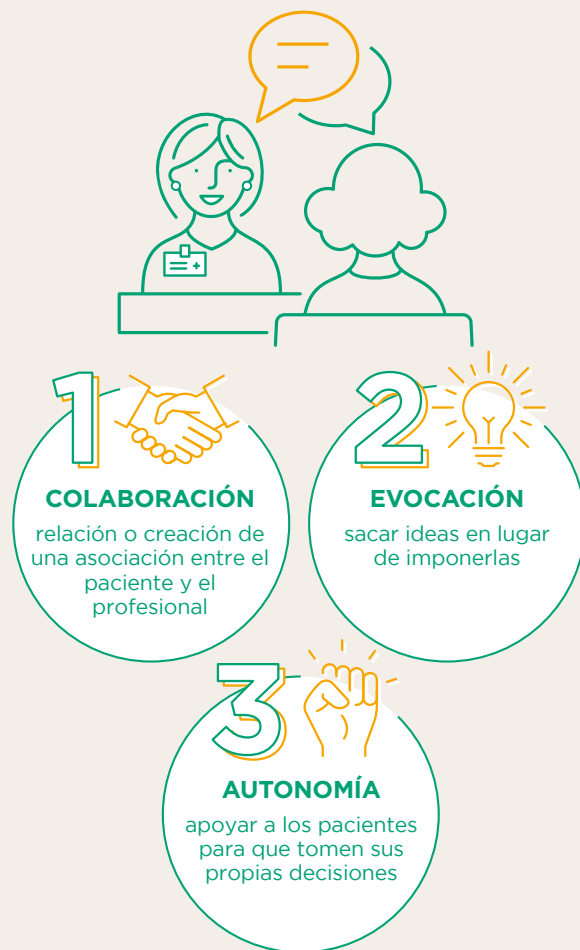 1
COLABORACIÓN
relación o creación de
una asociación entre el
paciente y el
profesional
2
EVOCACIÓN
sacar ideas en lugar
de imponerlas
3
AUTONOMÍA
apoyar a los pacientes
para que tomen sus
propias decisiones